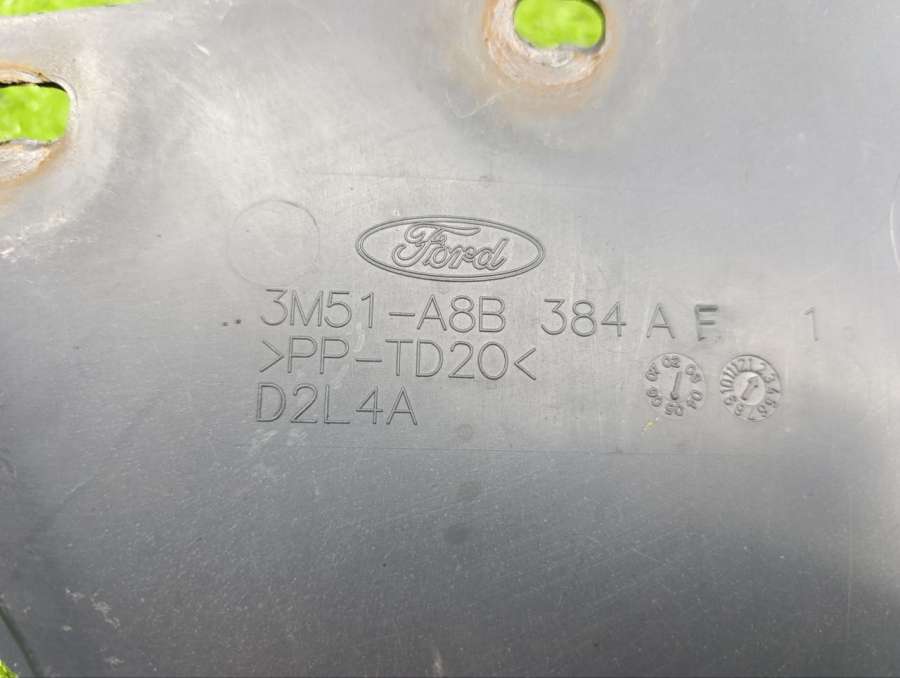 Ford
3M51-A8B 384 A E 1
>PP-TD20<
D2L4A